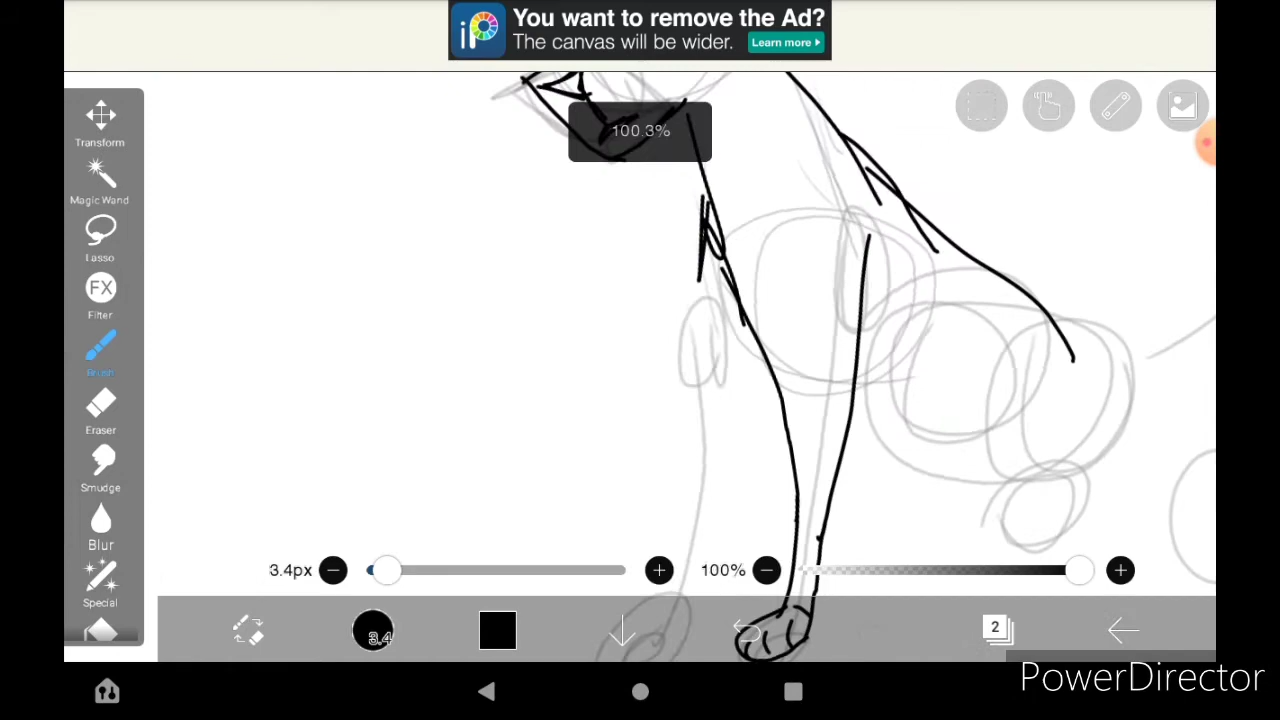 iP
You want to remove the Ad?
The canvas will be wider.
Learn more
Transform
100.3%
Magic Wand
Lasso
FX
Filter
Brush
Eraser
Smudge
Blur
3.4px
100%
Special
3.4
2
PowerDirector